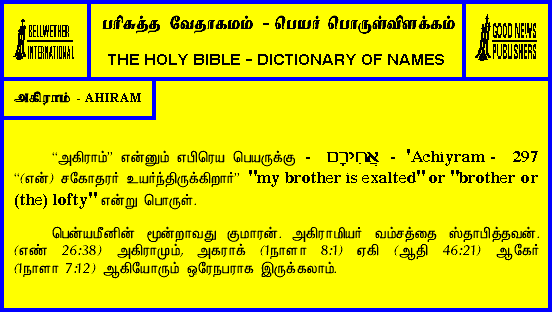 BELLWETHER
INTERNATIONAL
பரிசுத்த வேதாகமம் - பெயர் பொருள்விளக்கம்
THE HOLY BIBLE - DICTIONARY OF NAMES
GOOD NEWS
PUBLISHERS
அகிராம் - AHIRAM
“அகிராம்” என்னும் எபிரெய பெயருக்கு - אֲחִירָם - 'Achiyram - 297
“(என்) சகோதரர் உயர்ந்திருக்கிறார்” "my brother is exalted" or "brother or
(the) lofty" என்று பொருள்.
பென்யமீனின் மூன்றாவது குமாரன். அகிராமியர் வம்சத்தை ஸ்தாபித்தவன்.
(எண் 26:38) அகிராமும், அகராக் (1நாளா 8:1) ஏகி (ஆதி 46:21) ஆகேர்
(1நாளா 7:12) ஆகியோரும் ஒரேநபராக இருக்கலாம்.